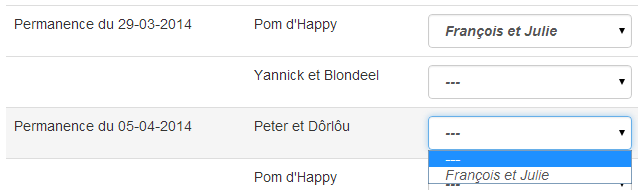 Permanence du 29-03-2014 Pom d'Happy François et Julie
Yannick et Blondeel ---
Permanence du 05-04-2014 Peter et Dôrlôu ---
---
François et Julie
Pom d'Happy ---